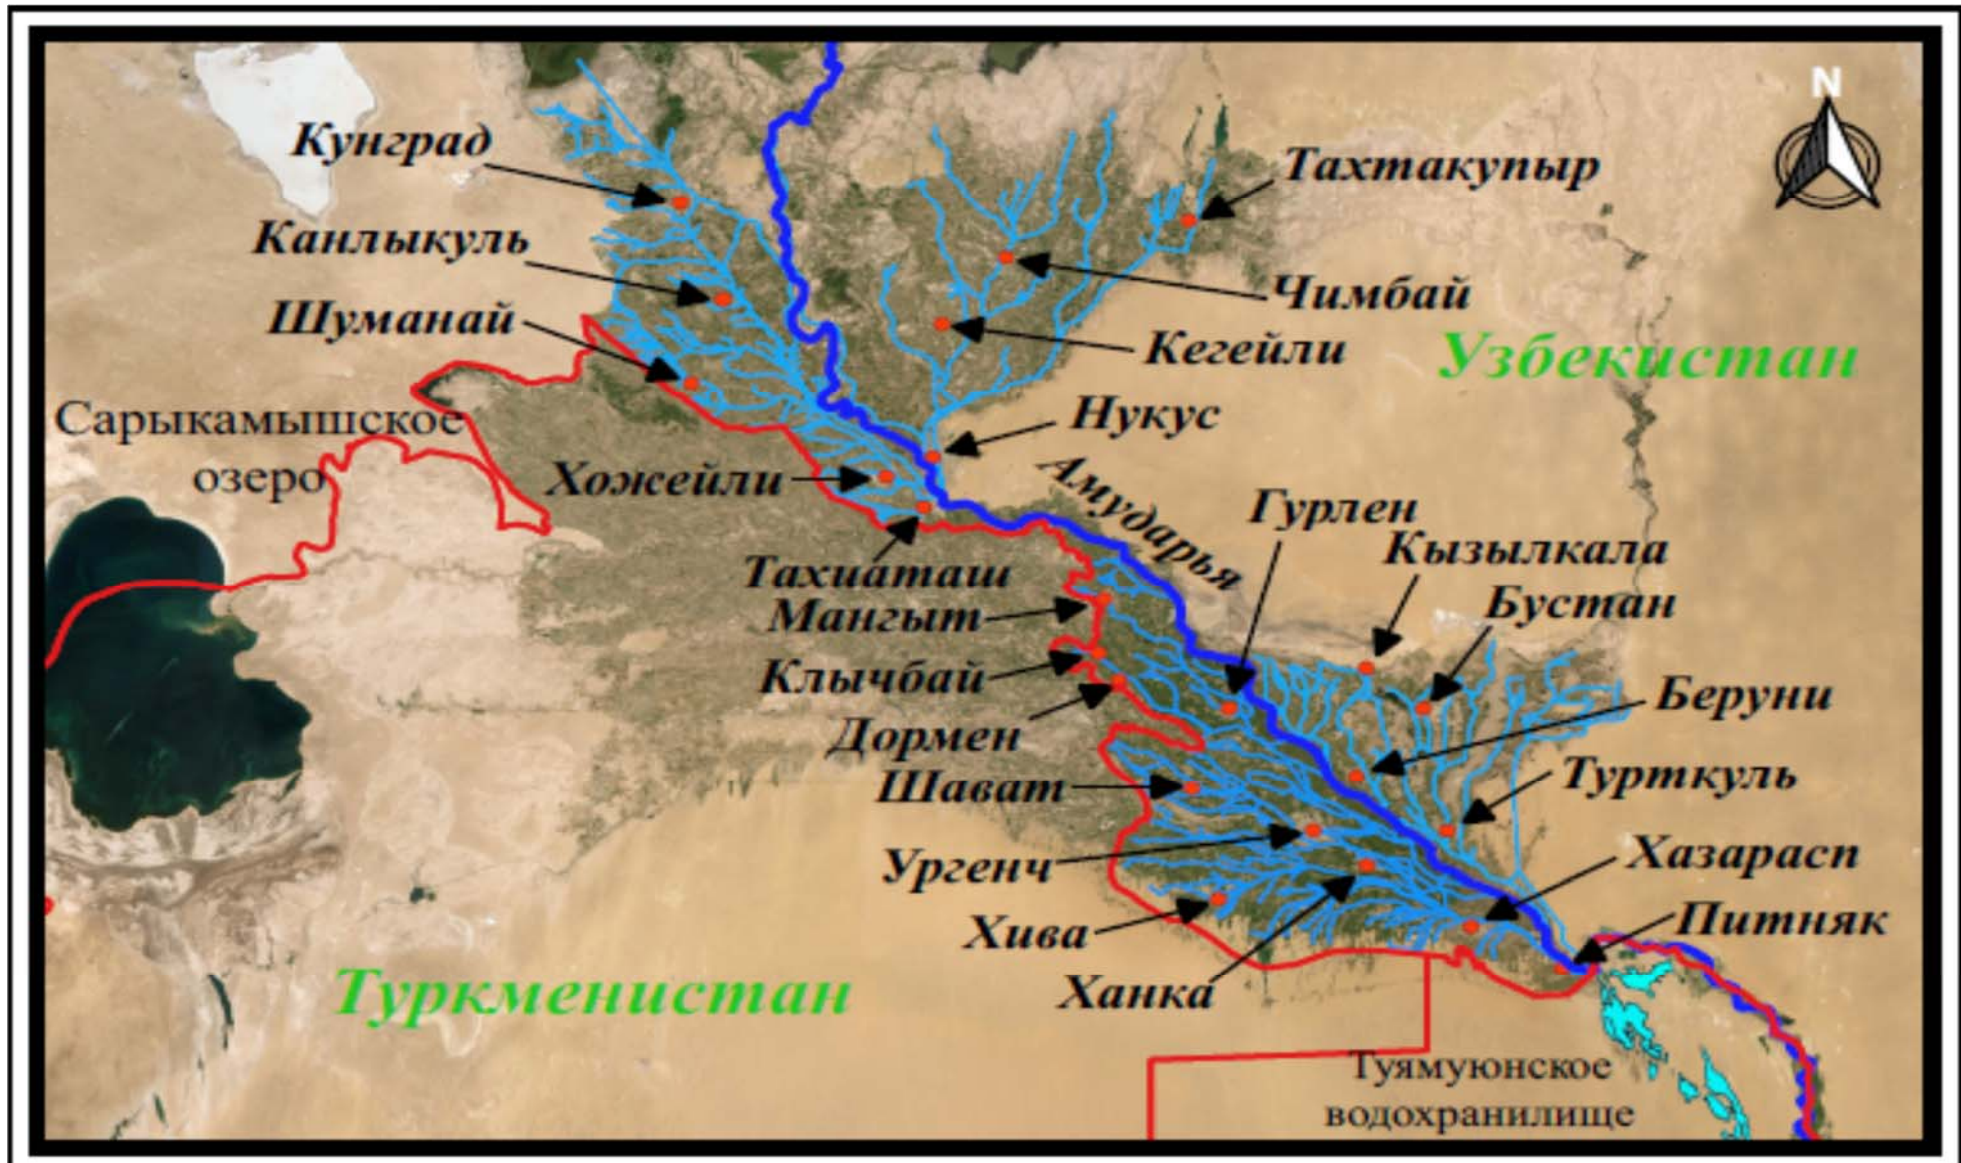 N
Кунград
Тахтакупыр
Канлыкуль
Чимбай
Шуманай
Кегейли
Узбекистан
Сарыкамышское
озеро
Нукус
Хожейли
Амударья
Гурлен
Кызылкала
Тахиаташ
Бустан
Мангыт
Клычбай
Беруни
Дормен
Шават
Турткуль
Ургенч
Хазарасп
Хива
Питняк
Ханка
Туркменистан
Туямуюнское
водохранилище